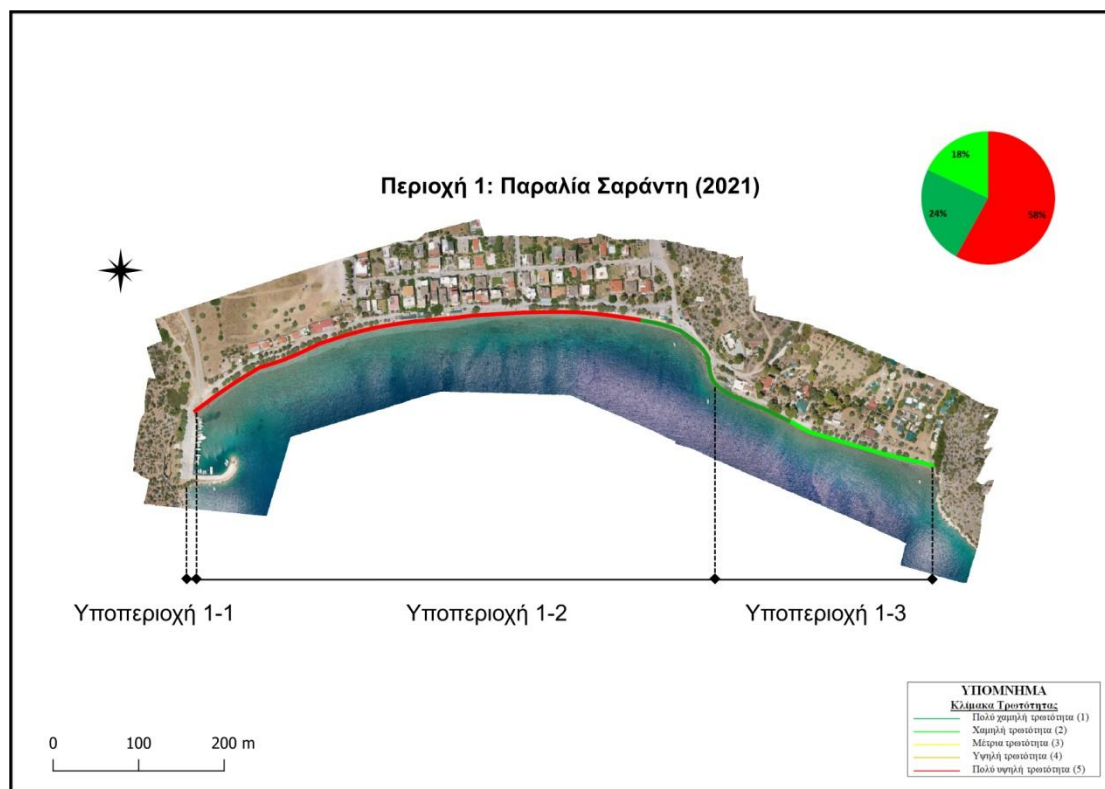 18%
24%
58%
Περιοχή 1: Παραλία Σαράντη (2021)
Υποπεριοχή 1-1
Υποπεριοχή 1-2
Υποπεριοχή 1-3
0 100 200 m
ΥΠΟΜΝΗΜΑ
Κλίμακα Τρωτότητας
Πολύ χαμηλή τρωτότητα (1)
Χαμηλή τρωτότητα (2)
Μέτρια τρωτότητα (3)
Υψηλή τρωτότητα (4)
Πολύ υψηλή τρωτότητα (5)